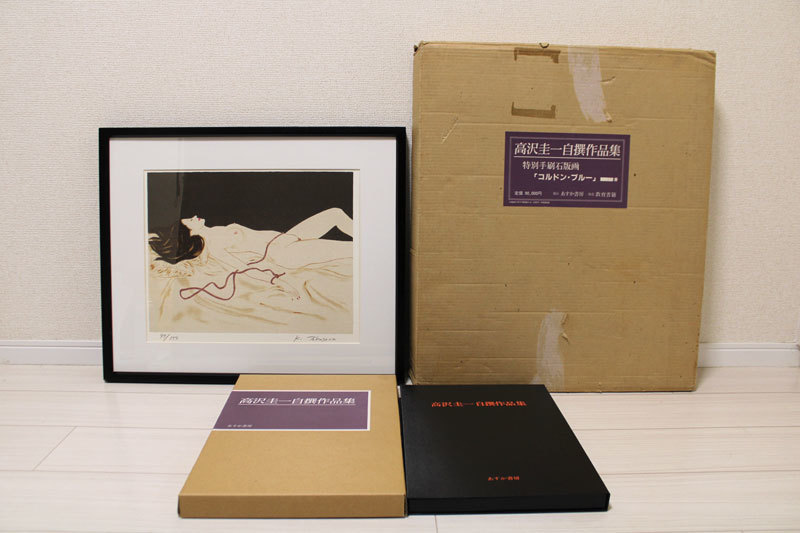 高沢圭一自撰作品集
特別手刷石版画
「コルドン・ブルー」
あすか書房
K. Takasawa
高沢圭一自撰作品集
あすか書房
高沢圭一自撰作品集
あすか書房